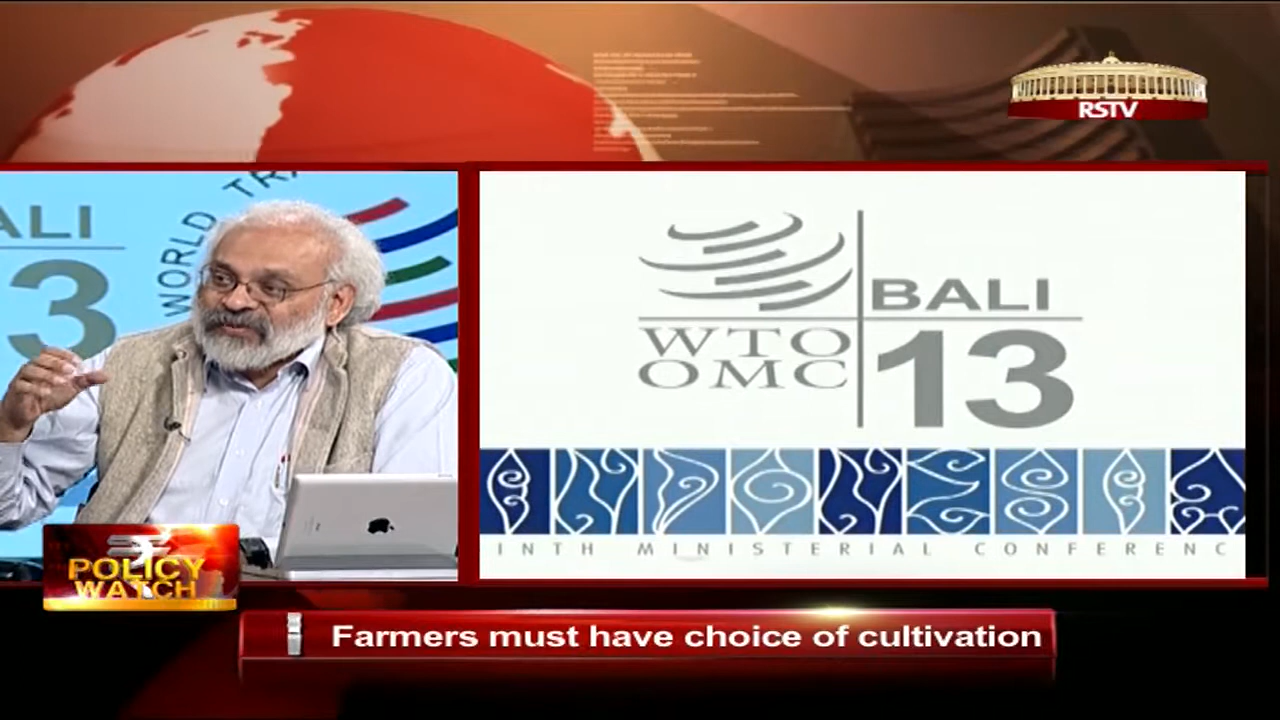 RSTV
ALI
3
WORLD TRA
BALI
WTO
OMC
13
INTH MINISTERIAL CONFERENC
POLICY
WATCH
Farmers must have choice of cultivation